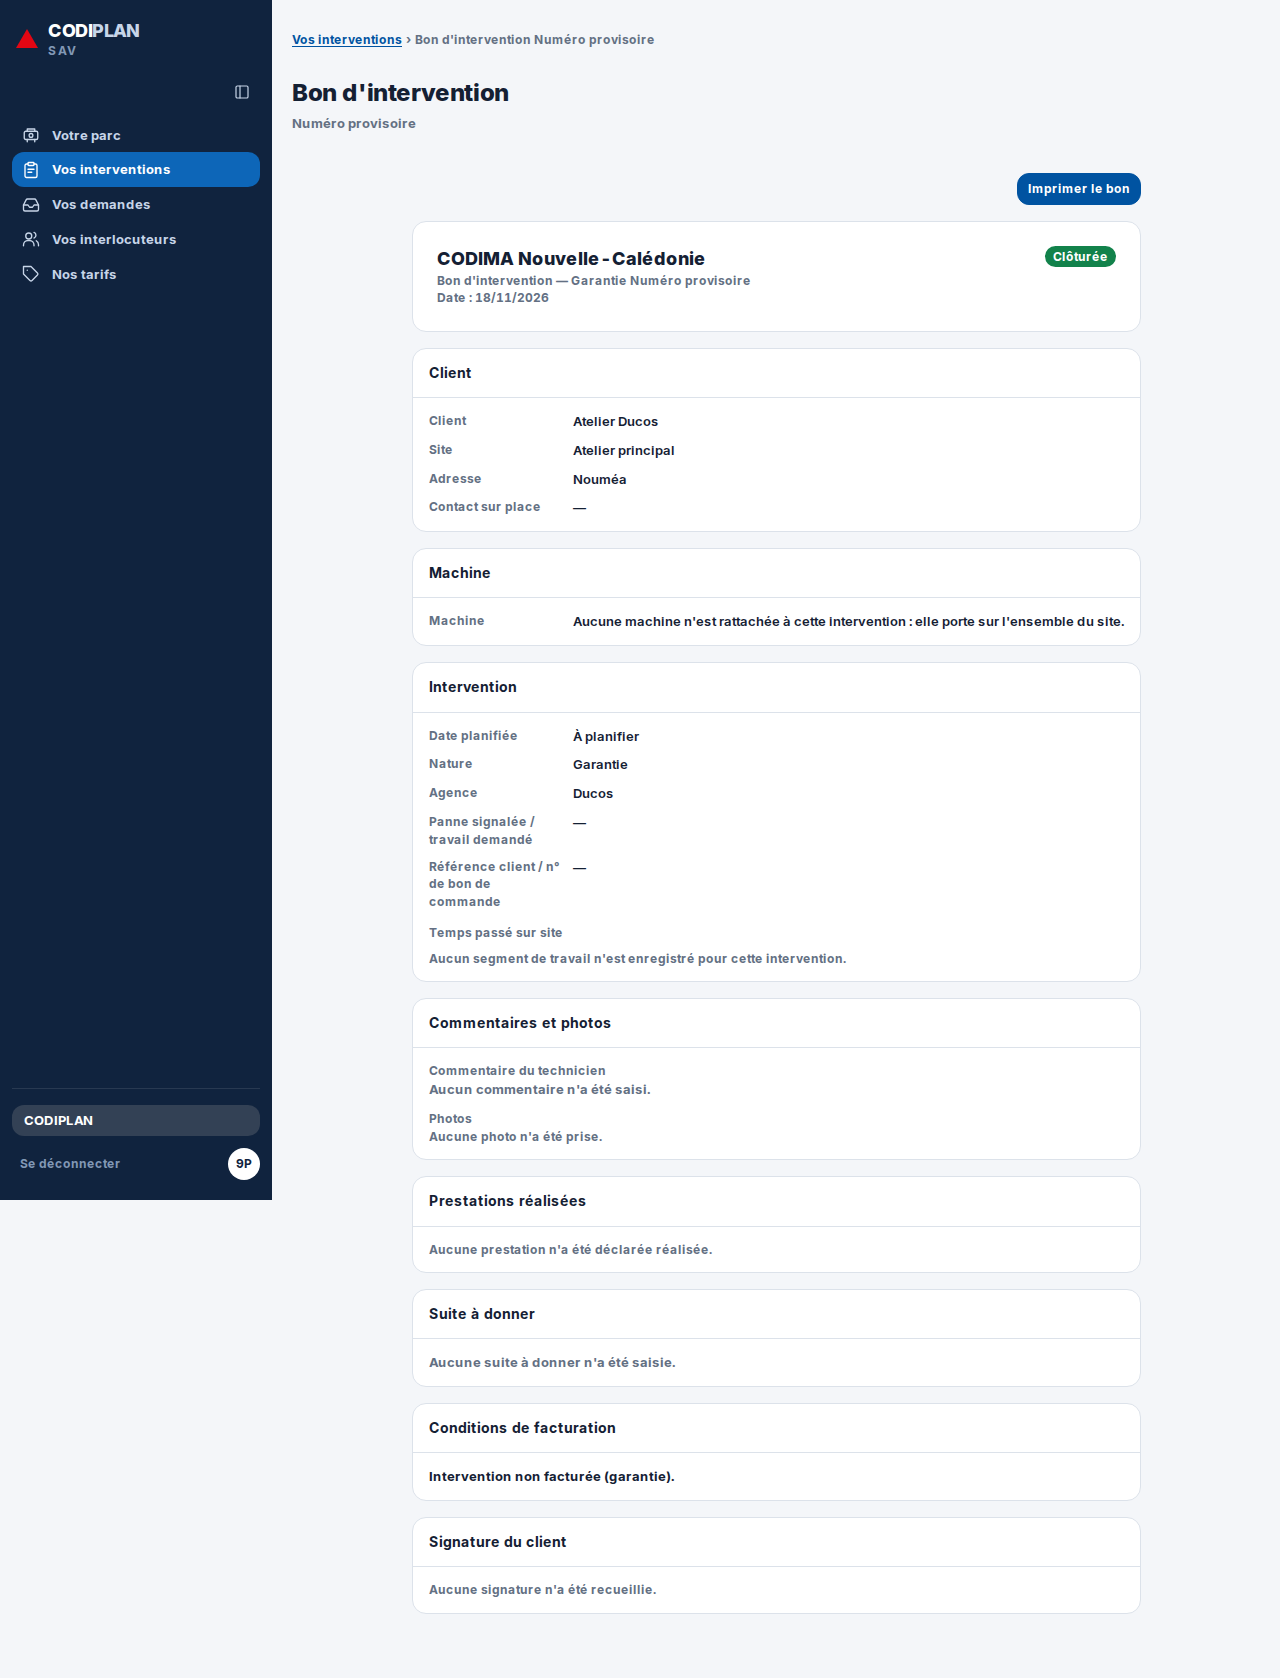 CODIPLAN
SAV
Votre parc
Vos interventions
Vos demandes
Vos interlocuteurs
Nos tarifs
CODIPLAN
Se déconnecter
9P
Vos interventions › Bon d'intervention Numéro provisoire
Bon d'intervention
Numéro provisoire
Imprimer le bon
CODIMA Nouvelle-Calédonie
Clôturée
Bon d'intervention — Garantie Numéro provisoire
Date : 18/11/2026
Client
Client Atelier Ducos
Site Atelier principal
Adresse Nouméa
Contact sur place —
Machine
Machine Aucune machine n'est rattachée à cette intervention : elle porte sur l'ensemble du site.
Intervention
Date planifiée À planifier
Nature Garantie
Agence Ducos
Panne signalée / —
travail demandé
Référence client / n° —
de bon de
commande
Temps passé sur site
Aucun segment de travail n'est enregistré pour cette intervention.
Commentaires et photos
Commentaire du technicien
Aucun commentaire n'a été saisi.
Photos
Aucune photo n'a été prise.
Prestations réalisées
Aucune prestation n'a été déclarée réalisée.
Suite à donner
Aucune suite à donner n'a été saisie.
Conditions de facturation
Intervention non facturée (garantie).
Signature du client
Aucune signature n'a été recueillie.